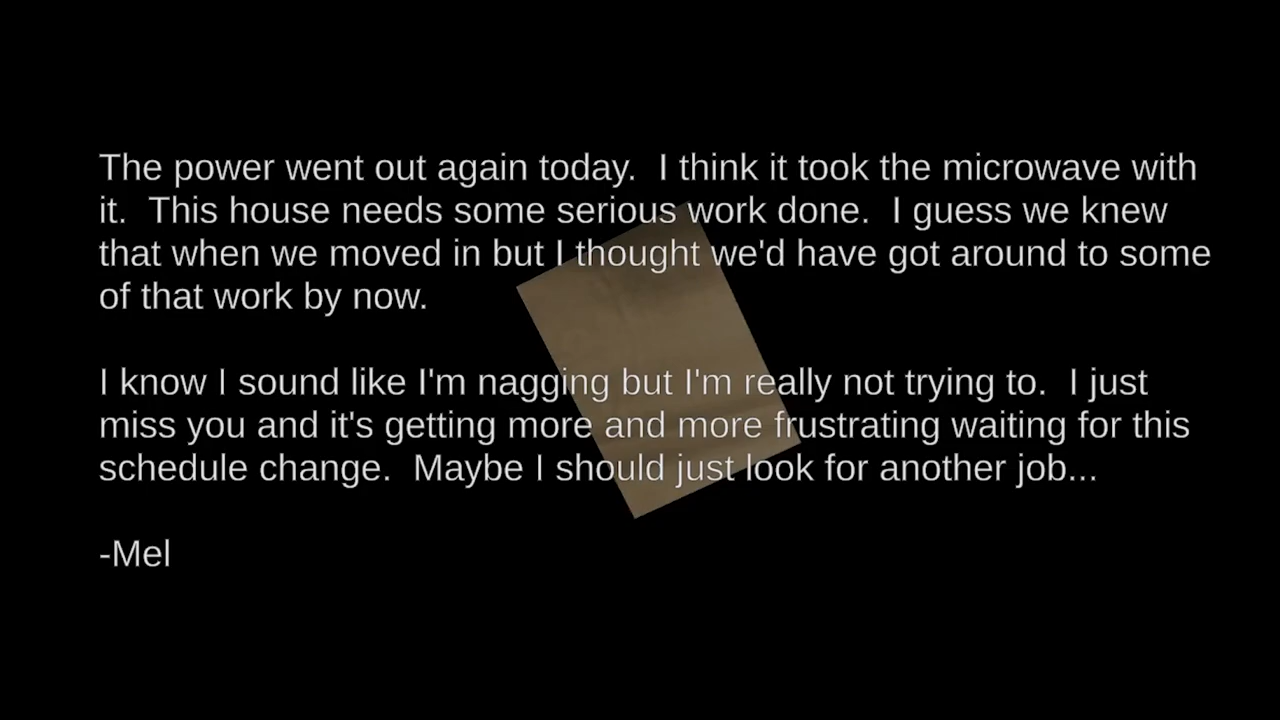 The power went out again today.  I think it took the microwave with
it.  This house needs some serious work done.  I guess we knew
that when we moved in but I thought we'd have got around to some
of that work by now.

I know I sound like I'm nagging but I'm really not trying to.  I just
miss you and it's getting more and more frustrating waiting for this
schedule change.  Maybe I should just look for another job...

-Mel